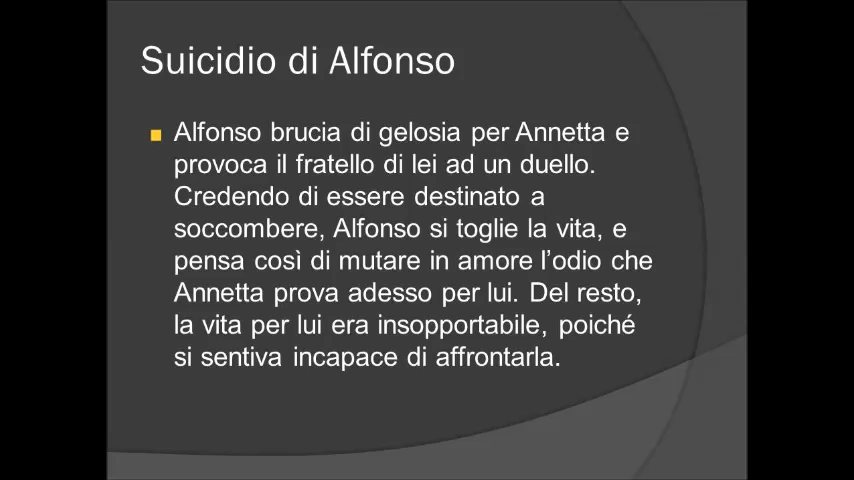 Suicidio di Alfonso
Alfonso brucia di gelosia per Annetta e
provoca il fratello di lei ad un duello.
Credendo di essere destinato a
soccombere, Alfonso si toglie la vita, e
pensa così di mutare in amore l’odio che
Annetta prova adesso per lui. Del resto,
la vita per lui era insopportabile, poiché
si sentiva incapace di affrontarla.